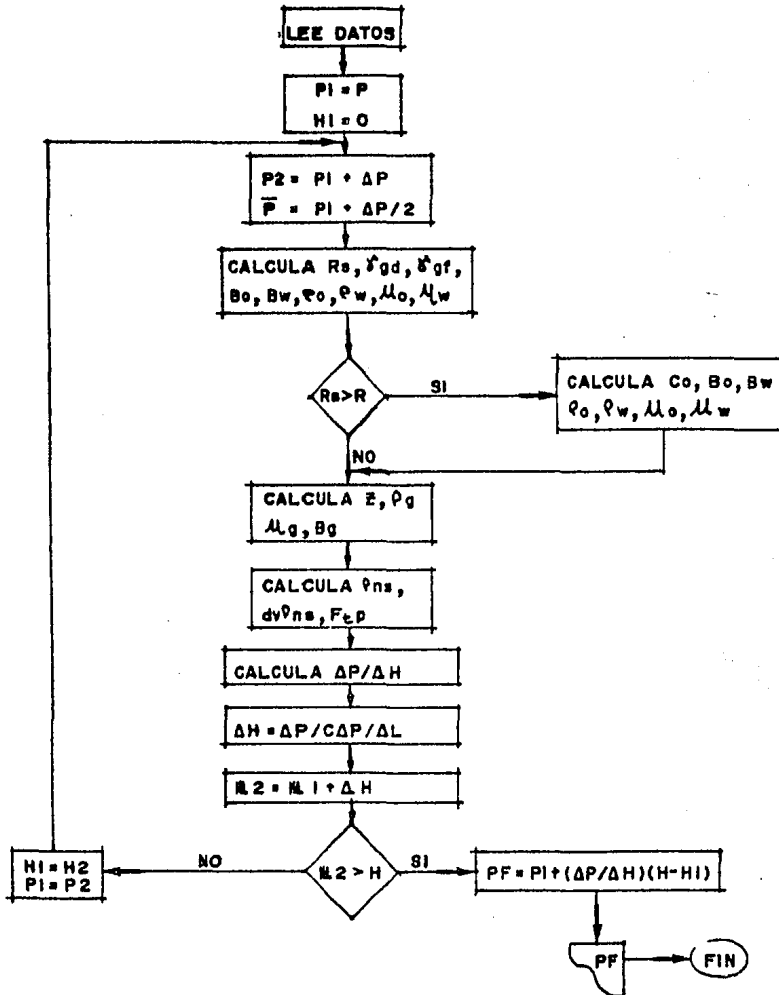 LEE DATOS
P1 = P
H1 = 0
P2 = P1 + ΔP
P̅ = P1 + ΔP/2
CALCULA Rs, ɣgd, ɣgf,
Bo, Bw, ρo, ρw, μo, μw
Rs>R
SI
CALCULA Co, Bo, Bw
ρo, ρw, μo, μw
NO
CALCULA Z, ρg
μg, Bg
CALCULA ρns,
dvρns, Ftp
CALCULA ΔP/ΔH
ΔH = ΔP/CΔP/ΔL
H2 = H1 + ΔH
H2 > H
NO
SI
H1 = H2
P1 = P2
PF = P1+(ΔP/ΔH)(H-H1)
PF
FIN